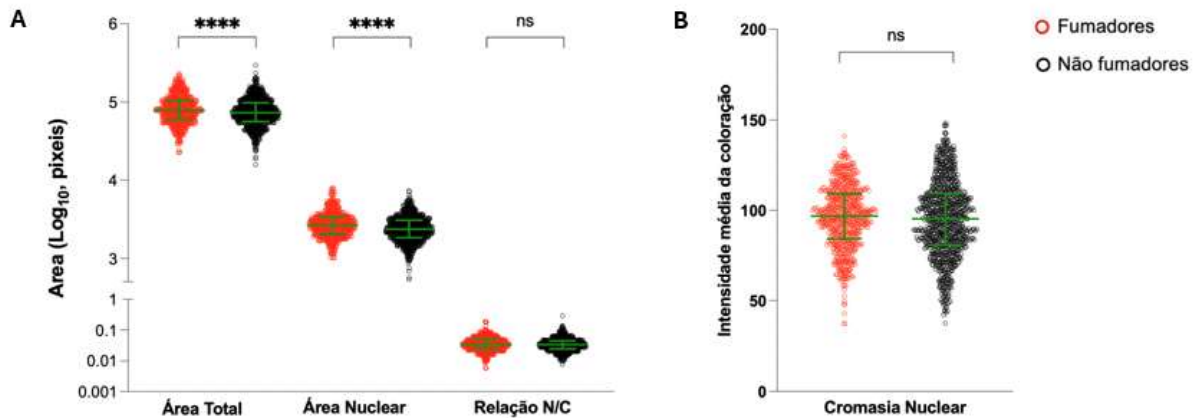 A
Area (Log10, pixeis)
6
5
4
3
1
0.1
0.01
0.001
****
****
ns
Área Total
Área Nuclear
Relação N/C
B
Intensidade média da coloração
200
150
100
50
0
ns
Cromasia Nuclear
Fumadores
Não fumadores